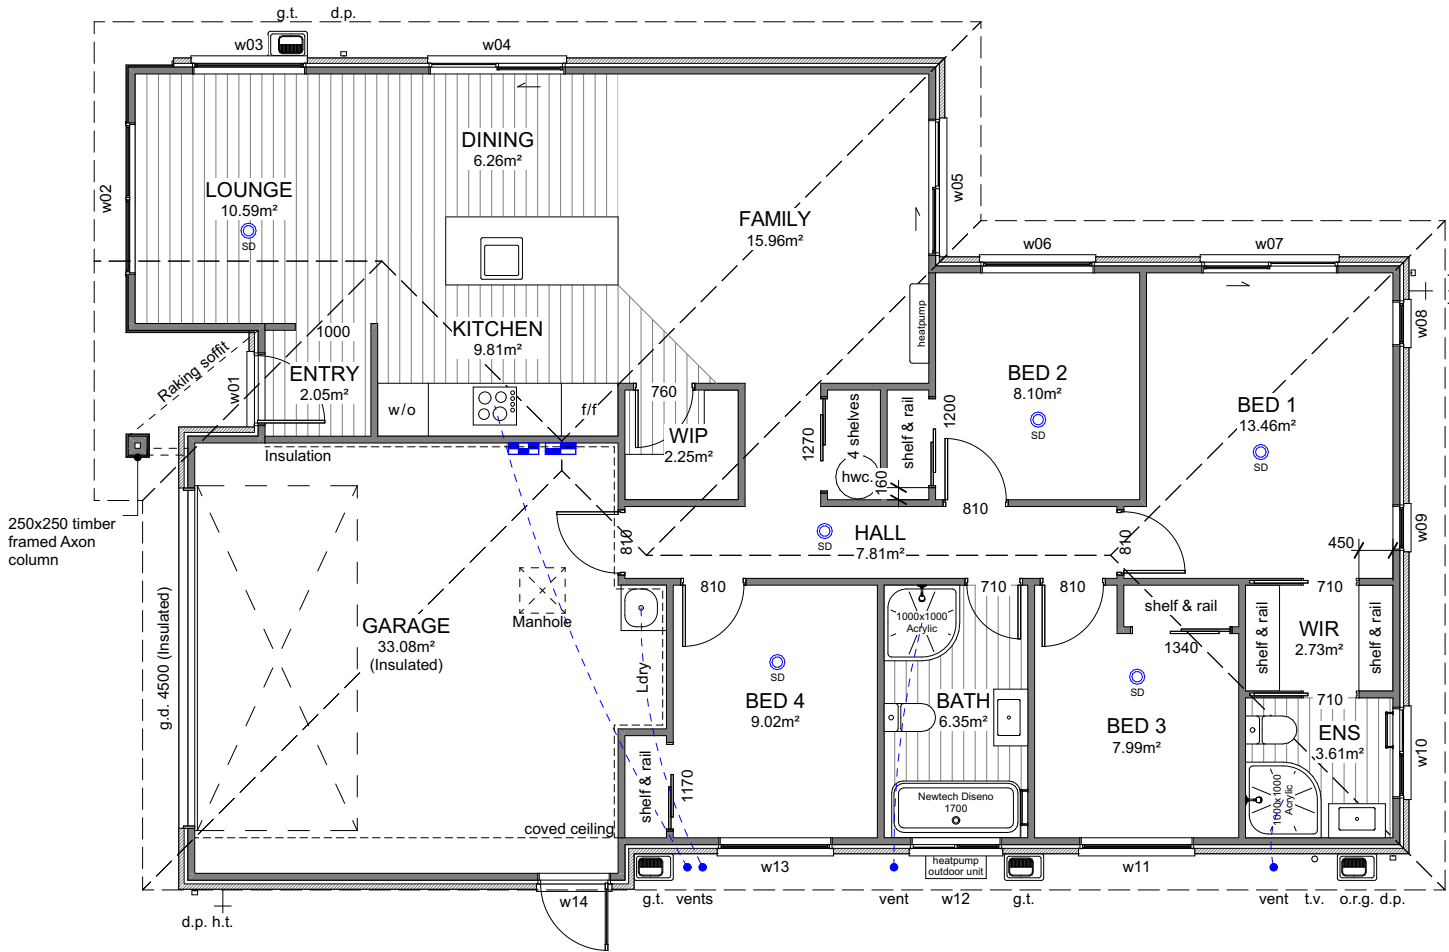 g.t.
d.p.
w03
w04
DINING
6.26m²
LOUNGE
10.59m²
SD
w02
FAMILY
15.96m²
w05
w06
w07
w08
heatpump
KITCHEN
9.81m²
1000
ENTRY
2.05m²
Raking soffit
w01
w/o
f/f
760
WIP
2.25m²
1270
4 shelves
hwc.
160
shelf & rail
1200
BED 2
8.10m²
SD
BED 1
13.46m²
SD
w09
450
Insulation
250x250 timber
framed Axon
column
810
810
810
SD
HALL
7.81m²
810
710
810
710
g.d. 4500 (Insulated)
Manhole
GARAGE
33.08m²
(Insulated)
Ldry
1000x1000
Acrylic
shelf & rail
1340
shelf & rail
WIR
2.73m²
shelf & rail
710
SD
BED 4
9.02m²
BATH
6.35m²
SD
BED 3
7.99m²
ENS
3.61m²
w10
1000x1000
Acrylic
shelf & rail
1170
Newtech Diseno
1700
coved ceiling
w13
heatpump
outdoor unit
w11
d.p. h.t.
w14
g.t.
vents
vent
w12
g.t.
vent
t.v.
o.r.g.
d.p.